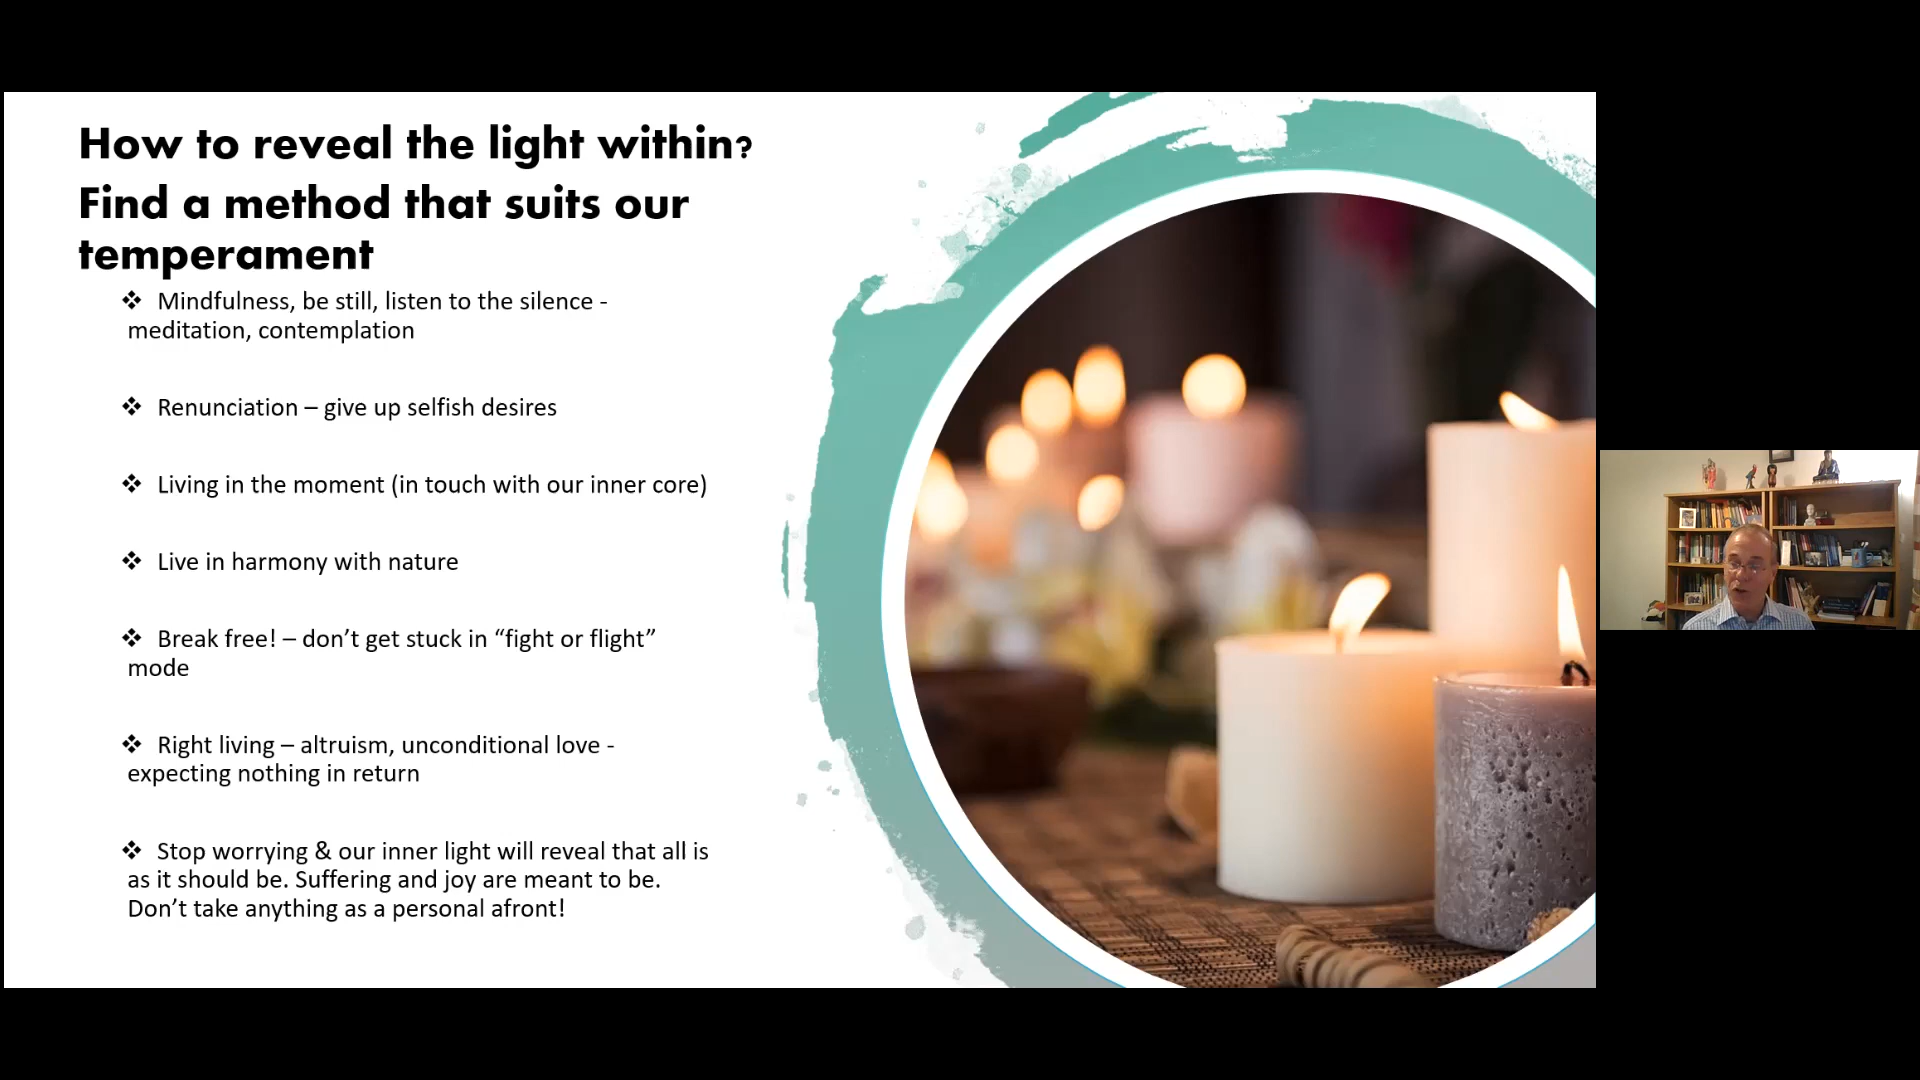 How to reveal the light within?
Find a method that suits our
temperament
❖ Mindfulness, be still, listen to the silence -
meditation, contemplation
❖ Renunciation – give up selfish desires
❖ Living in the moment (in touch with our inner core)
❖ Live in harmony with nature
❖ Break free! – don’t get stuck in “fight or flight”
mode
❖ Right living – altruism, unconditional love -
expecting nothing in return
❖ Stop worrying & our inner light will reveal that all is
as it should be. Suffering and joy are meant to be.
Don’t take anything as a personal afront!